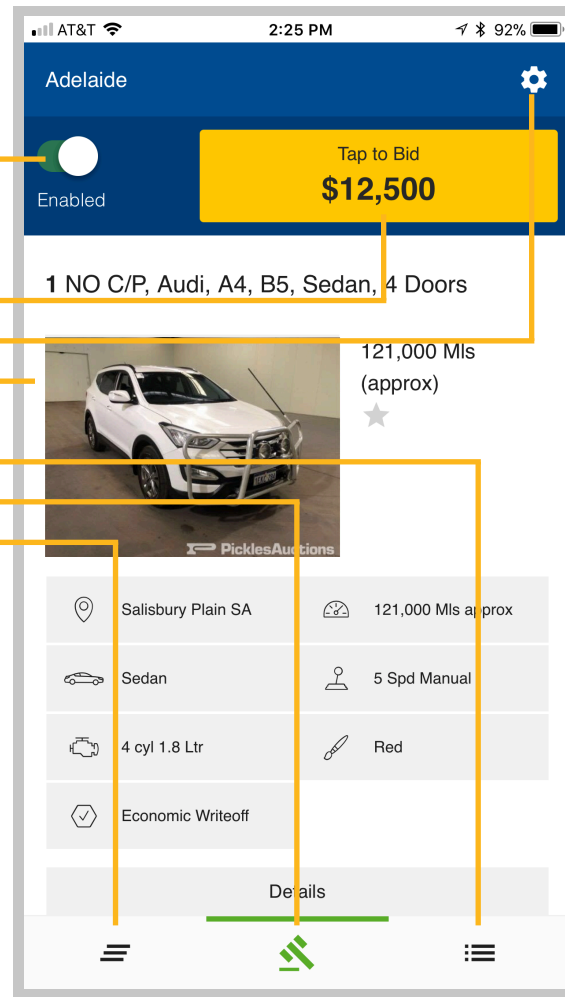 AT&T 2:25 PM 92%
Adelaide
Enabled
Tap to Bid
$12,500
1 NO C/P, Audi, A4, B5, Sedan, 4 Doors
121,000 Mls
(approx)
PicklesAuctions
Salisbury Plain SA
121,000 Mls approx
Sedan
5 Spd Manual
4 cyl 1.8 Ltr
Red
Economic Writeoff
Details